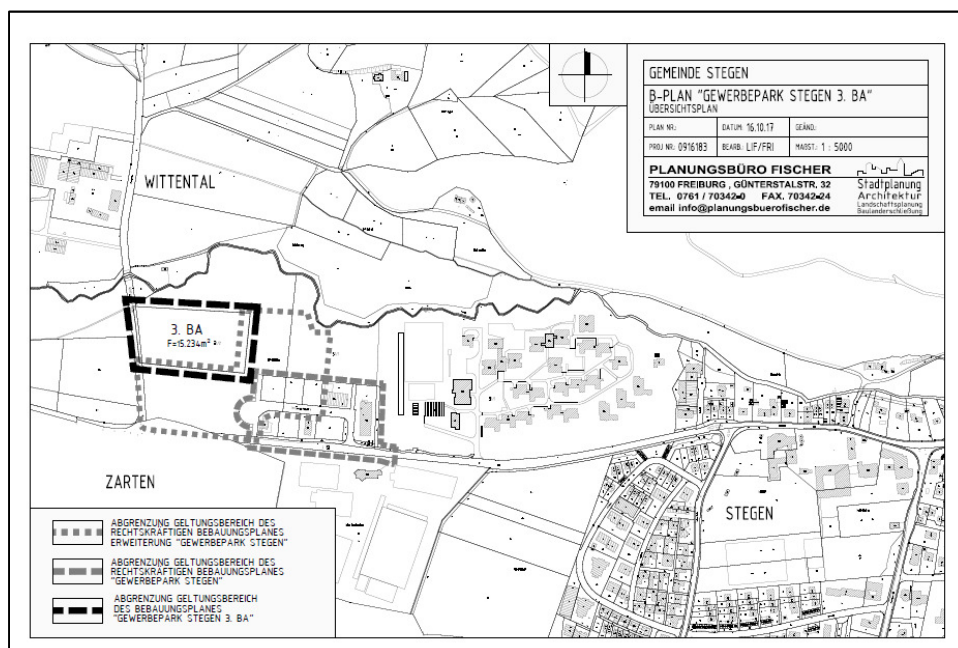 GEMEINDE STEGEN
B-PLAN "GEWERBEPARK STEGEN 3. BA"
ÜBERSICHTSPLAN
PLAN NR.:
DATUM: 16.10.17
GEÄND.:
PROJ NR.: 0916183
BEARB.: LIF/FRI
MAßST.: 1 : 5000
PLANUNGSBÜRO FISCHER
79100 FREIBURG , GÜNTERSTALSTR. 32
TEL. 0761 / 70342-0 FAX. 70342-24
email info@planungsbuerofischer.de
Stadtplanung
Architektur
Landschaftsplanung
Baulanderschließung
WITTENTAL
3. BA
F=15.234m²
ZARTEN
STEGEN
ABGRENZUNG GELTUNGSBEREICH DES
RECHTSKRÄFTIGEN BEBAUUNGSPLANES
ERWEITERUNG "GEWERBEPARK STEGEN"
ABGRENZUNG GELTUNGSBEREICH DES
RECHTSKRÄFTIGEN BEBAUUNGSPLANES
"GEWERBEPARK STEGEN"
ABGRENZUNG GELTUNGSBEREICH
DES BEBAUUNGSPLANES
"GEWERBEPARK STEGEN 3. BA"